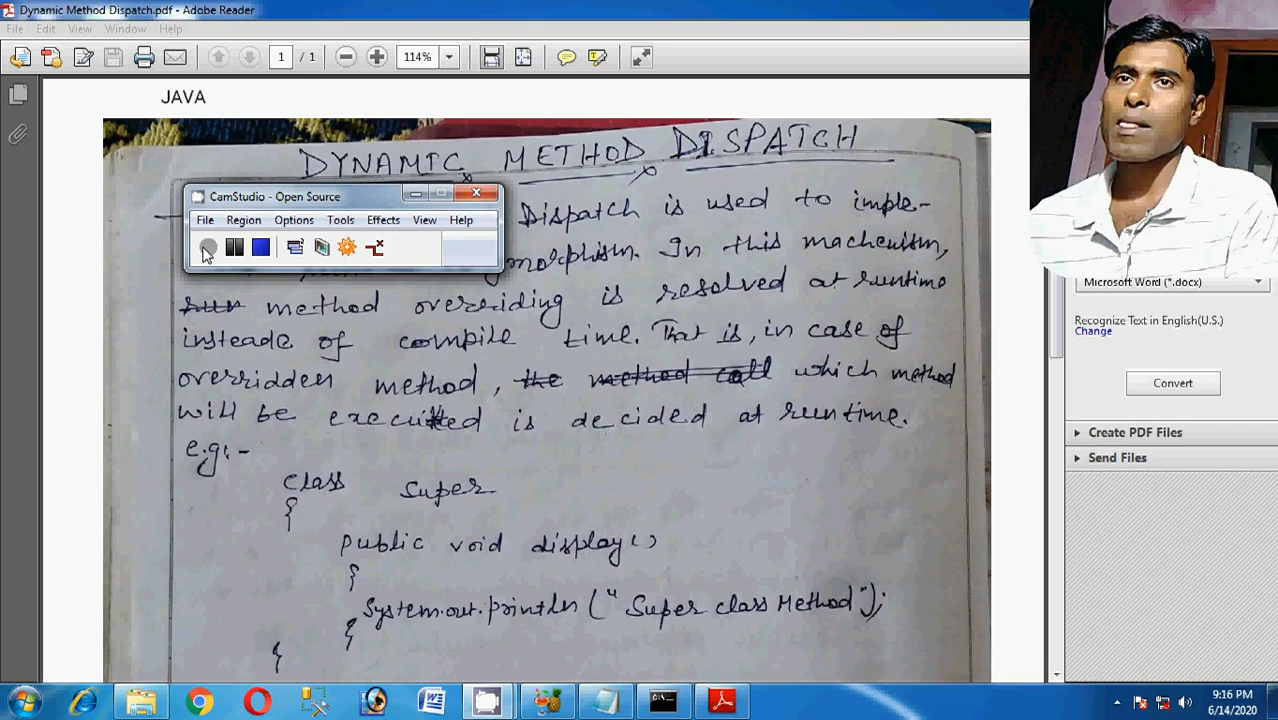 Dynamic Method Dispatch.pdf - Adobe Reader
File Edit View Window Help
1 / 1 114%
JAVA
DYNAMIC METHOD DISPATCH
CamStudio - Open Source
File Region Options Tools Effects View Help
Dispatch is used to imple-
morphism. In this machenism,
method overriding is resolved at runtime
insteade of compile time. That is, in case of
overridden method, the method call which method
will be executed is decided at runtime.
e.g:-
class Super
{
public void display()
{
System.out.println("Super class Method");
}
}
Microsoft Word (*.docx)
Recognize Text in English(U.S.)
Change
Convert
Create PDF Files
Send Files
9:16 PM
6/14/2020